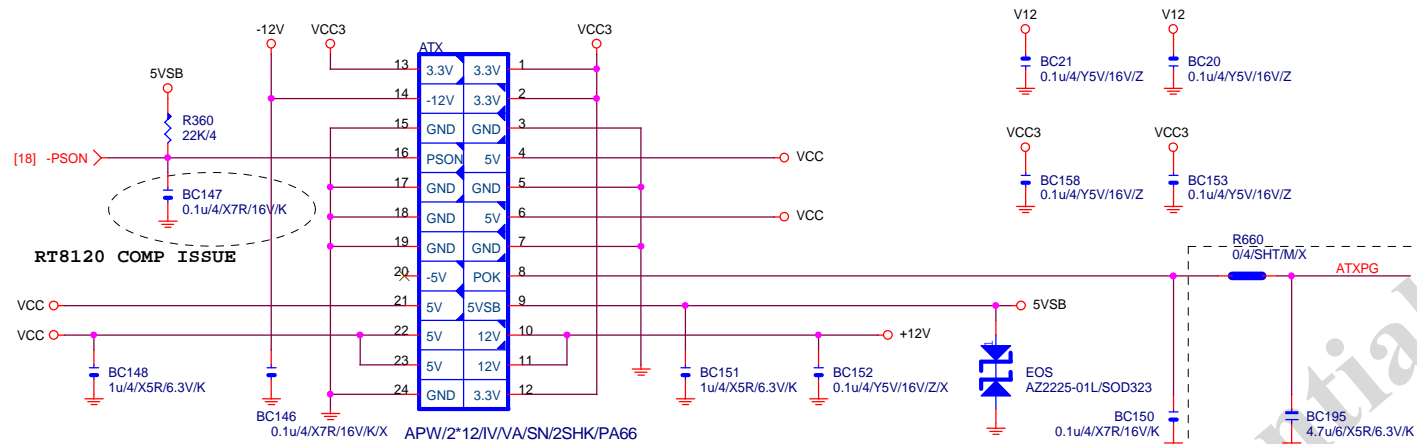 -12V
VCC3
VCC3
V12
V12
ATX
BC21
0.1u/4/Y5V/16V/Z
BC20
0.1u/4/Y5V/16V/Z
5VSB
R360
22K/4
[18] -PSON
BC147
0.1u/4/X7R/16V/K
RT8120 COMP ISSUE
13 3.3V 3.3V 1
14 -12V 3.3V 2
15 GND GND 3
16 PSON 5V 4 VCC
17 GND GND 5
18 GND 5V 6 VCC
19 GND GND 7
20 -5V POK 8
VCC 21 5V 5VSB 9 5VSB
VCC 22 5V 12V 10 +12V
23 5V 12V 11
24 GND 3.3V 12
VCC3
VCC3
BC158
0.1u/4/Y5V/16V/Z
BC153
0.1u/4/Y5V/16V/Z
R660
0/4/SHT/M/X
ATXPG
BC148
1u/4/X5R/6.3V/K
BC146
0.1u/4/X7R/16V/K/X
APW/2*12/IV/VA/SN/2SHK/PA66
BC151
1u/4/X5R/6.3V/K
BC152
0.1u/4/Y5V/16V/Z/X
1
EOS
AZ2225-01L/SOD323
BC150
0.1u/4/X7R/16V/K
BC195
4.7u/6/X5R/6.3V/K
ntial